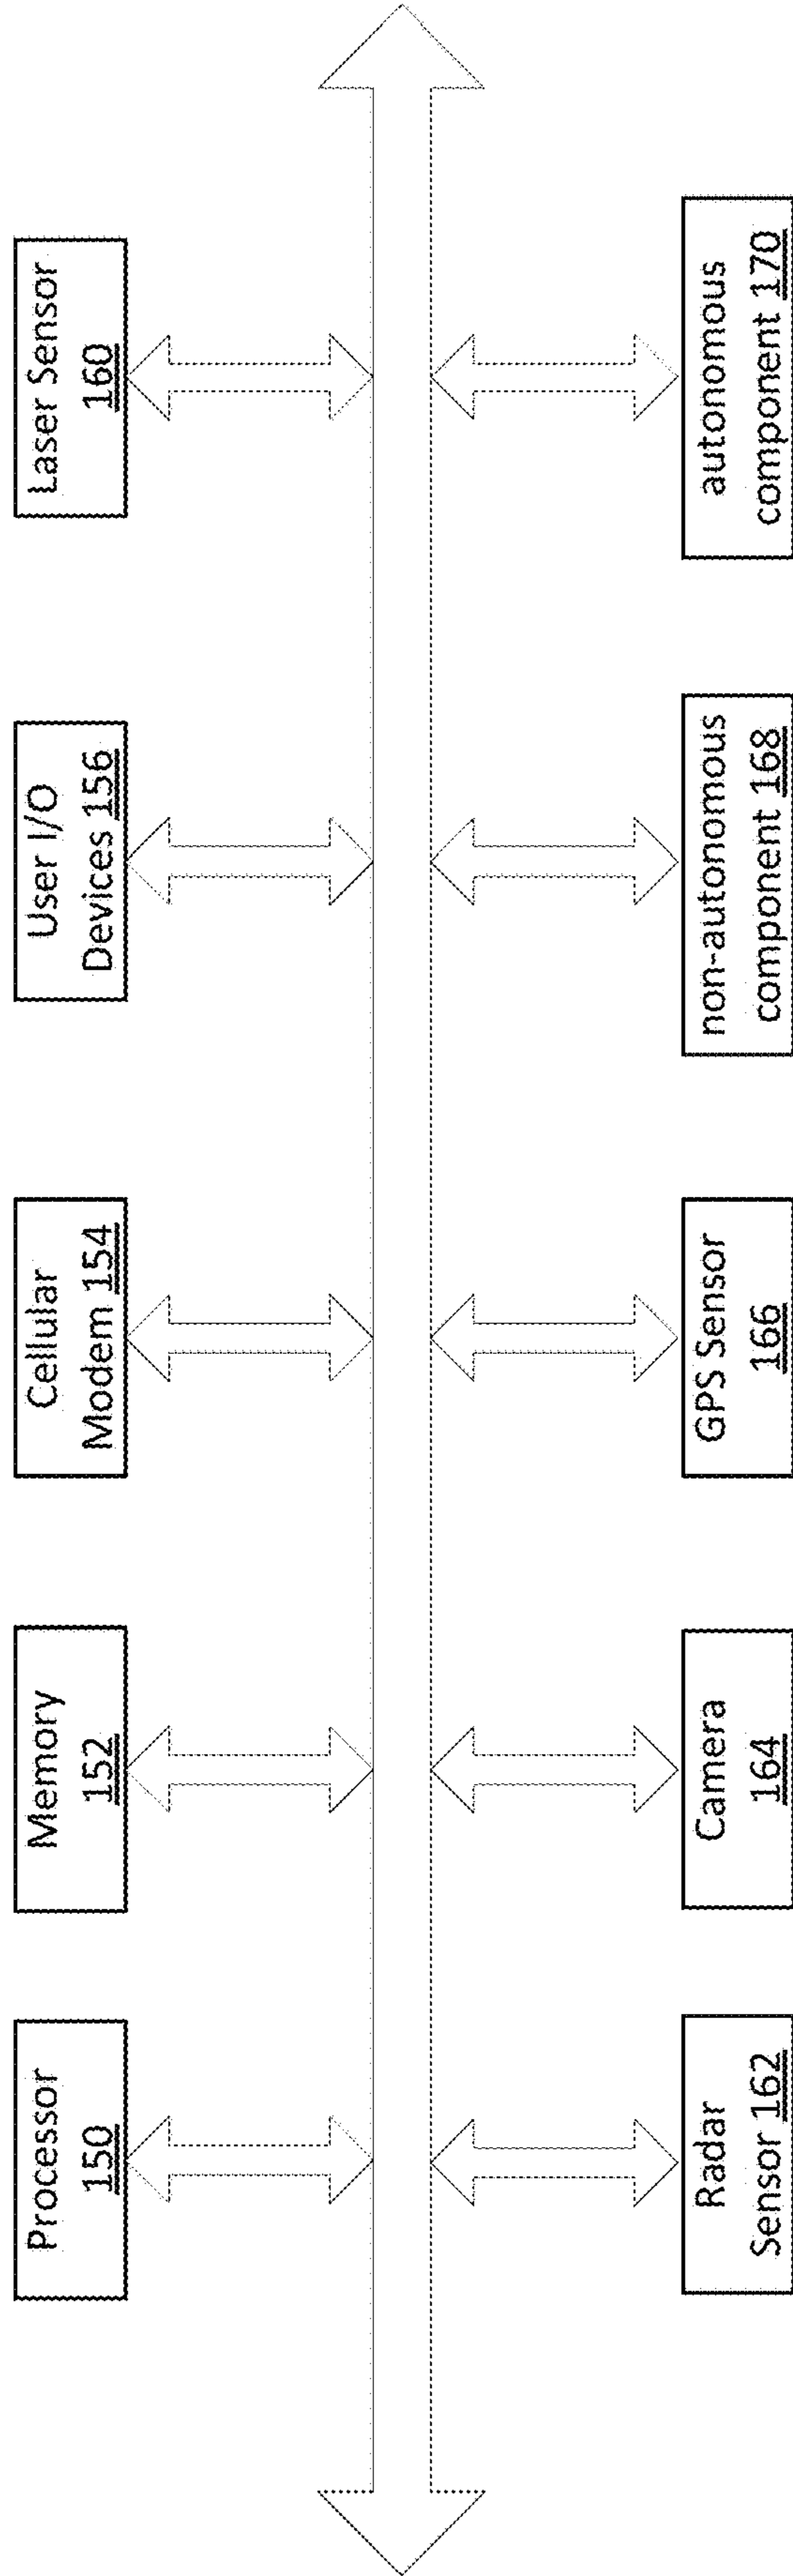 Processor
150
Memory
152
Cellular
Modem 154
User I/O
Devices 156
Laser Sensor
160
Radar
Sensor 162
Camera
164
GPS Sensor
166
non-autonomous
component 168
autonomous
component 170